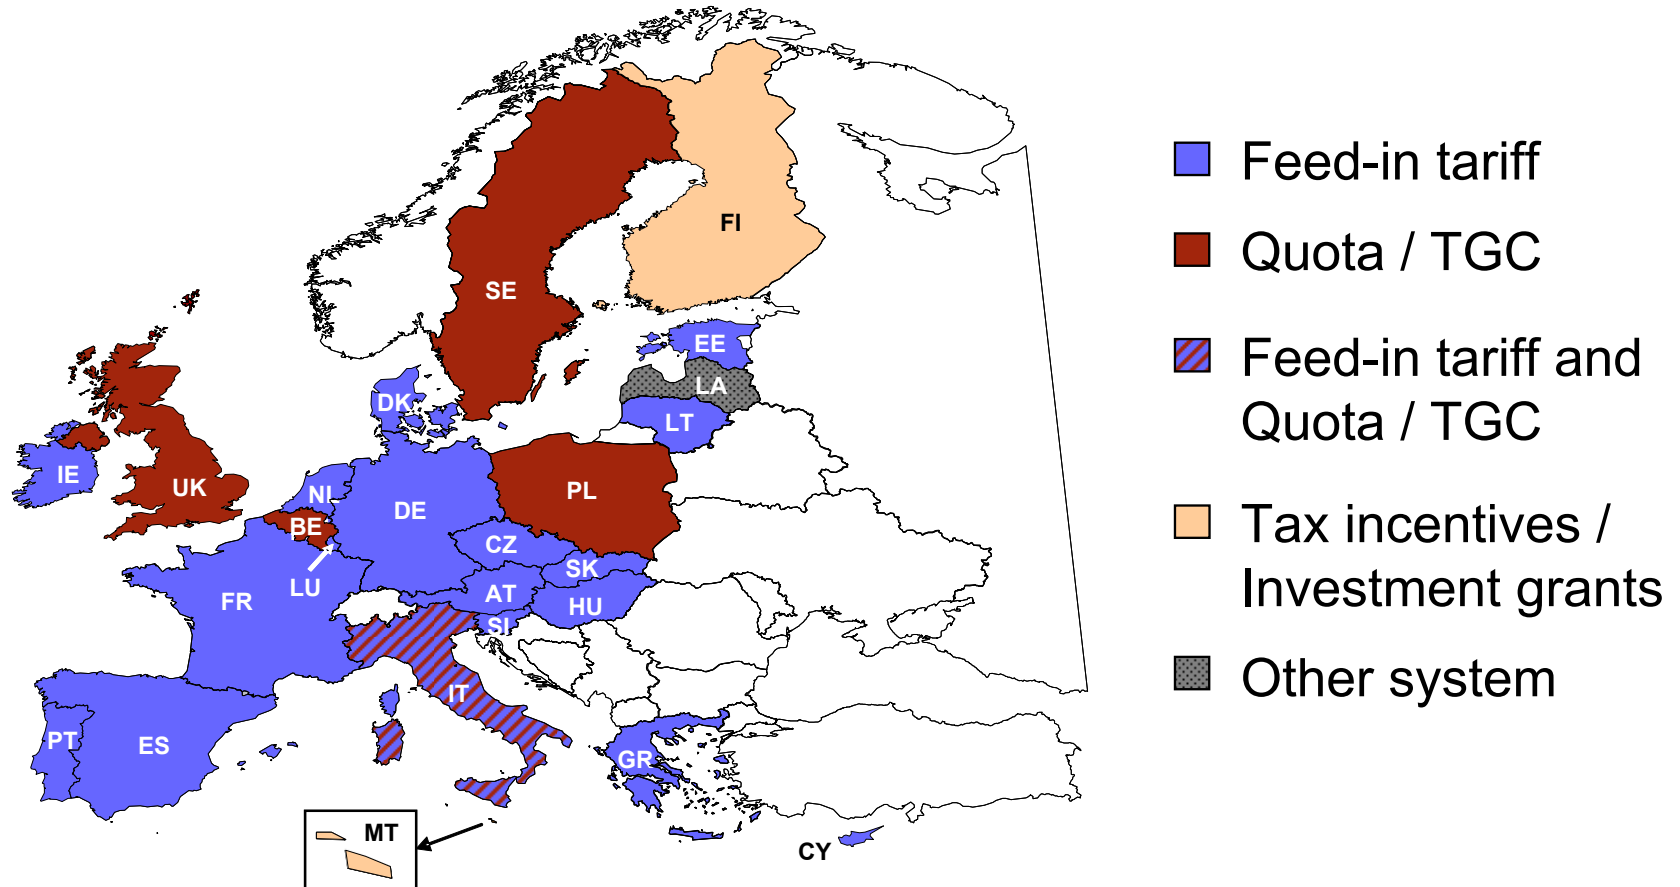 FI
SE
EE
LA
DK
LT
IE
UK
NL
DE
PL
BE
CZ
LU
SK
FR
AT
HU
SI
IT
PT
ES
GR
MT
CY
Feed-in tariff
Quota / TGC
Feed-in tariff and
Quota / TGC
Tax incentives /
Investment grants
Other system